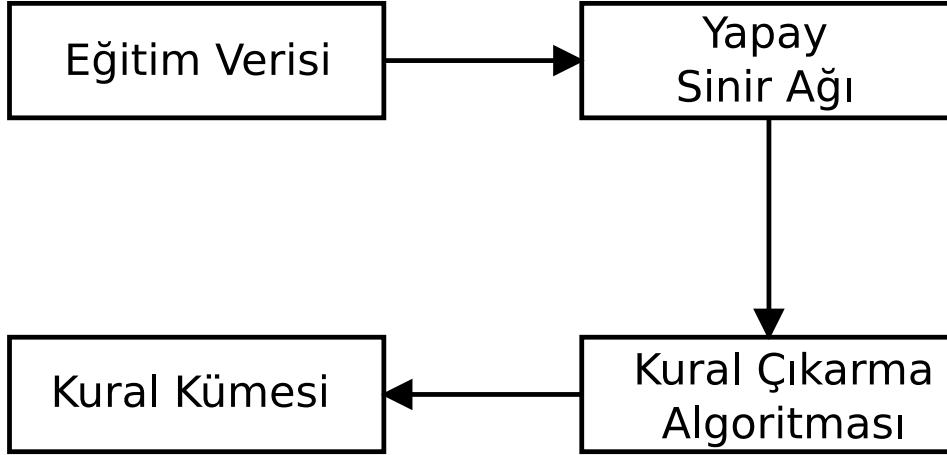 Eğitim Verisi
Yapay
Sinir Ağı
Kural Çıkarma
Algoritması
Kural Kümesi